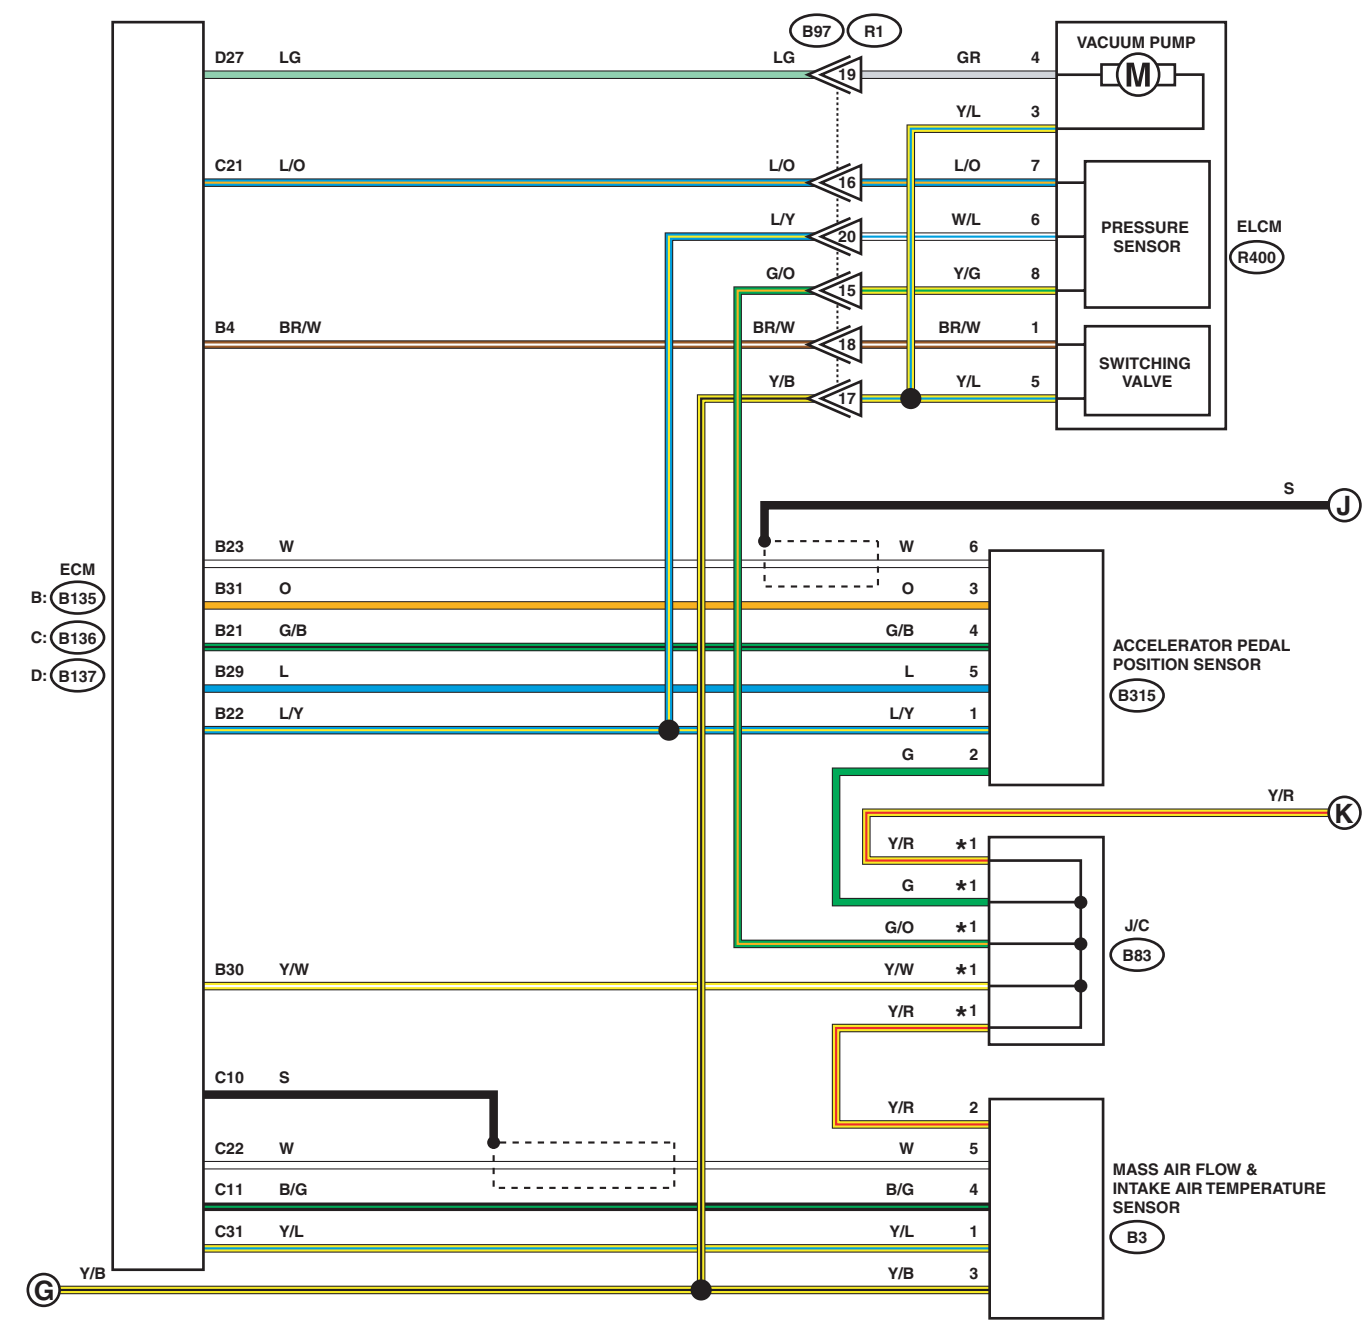 B97 R1
D27 LG LG 19 GR 4
VACUUM PUMP
M
Y/L 3
C21 L/O L/O 16 L/O 7
L/Y 20 W/L 6
PRESSURE
SENSOR
ELCM
R400
G/O 15 Y/G 8
B4 BR/W BR/W 18 BR/W 1
SWITCHING
VALVE
Y/B 17 Y/L 5
S
J
B23 W W 6
ECM
B: B135
C: B136
D: B137
B31 O O 3
B21 G/B G/B 4
ACCELERATOR PEDAL
POSITION SENSOR
B315
B29 L L 5
B22 L/Y L/Y 1
G 2
Y/R
K
Y/R *1
G *1
G/O *1
J/C
B83
B30 Y/W Y/W *1
Y/R *1
C10 S
Y/R 2
C22 W W 5
MASS AIR FLOW &
INTAKE AIR TEMPERATURE
SENSOR
B3
C11 B/G B/G 4
C31 Y/L Y/L 1
G Y/B Y/B 3